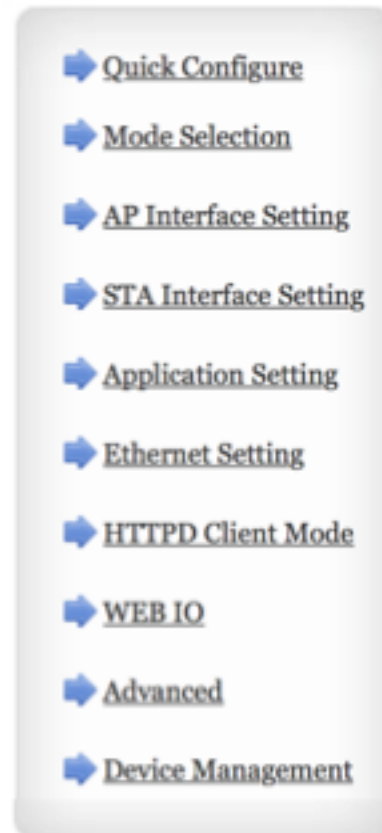 Quick Configure
Mode Selection
AP Interface Setting
STA Interface Setting
Application Setting
Ethernet Setting
HTTPD Client Mode
WEB IO
Advanced
Device Management